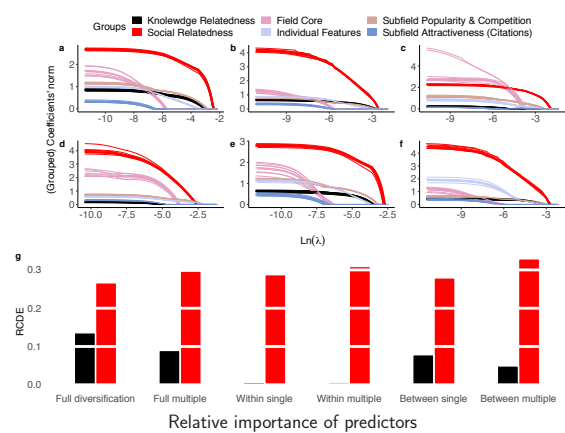 Groups
Knolewdge Relatedness
Field Core
Subfield Popularity & Competition
Social Relatedness
Individual Features
Subfield Attractiveness (Citations)
a
b
c
2
1
0
-10 -8 -6 -4 -2
4
3
2
1
0
-9 -6 -3
5
4
3
2
1
0
-9 -6 -3
(Grouped) Coefficients' norm
d
e
f
4
3
2
1
0
-10.0 -7.5 -5.0 -2.5
3
2
1
0
-10.0 -7.5 -5.0 -2.5
4
3
2
1
0
-9 -6 -3
Ln(λ)
g
RCDE
0.3
0.2
0.1
0.0
Full diversification Full multiple Within single Within multiple Between single Between multiple
Relative importance of predictors